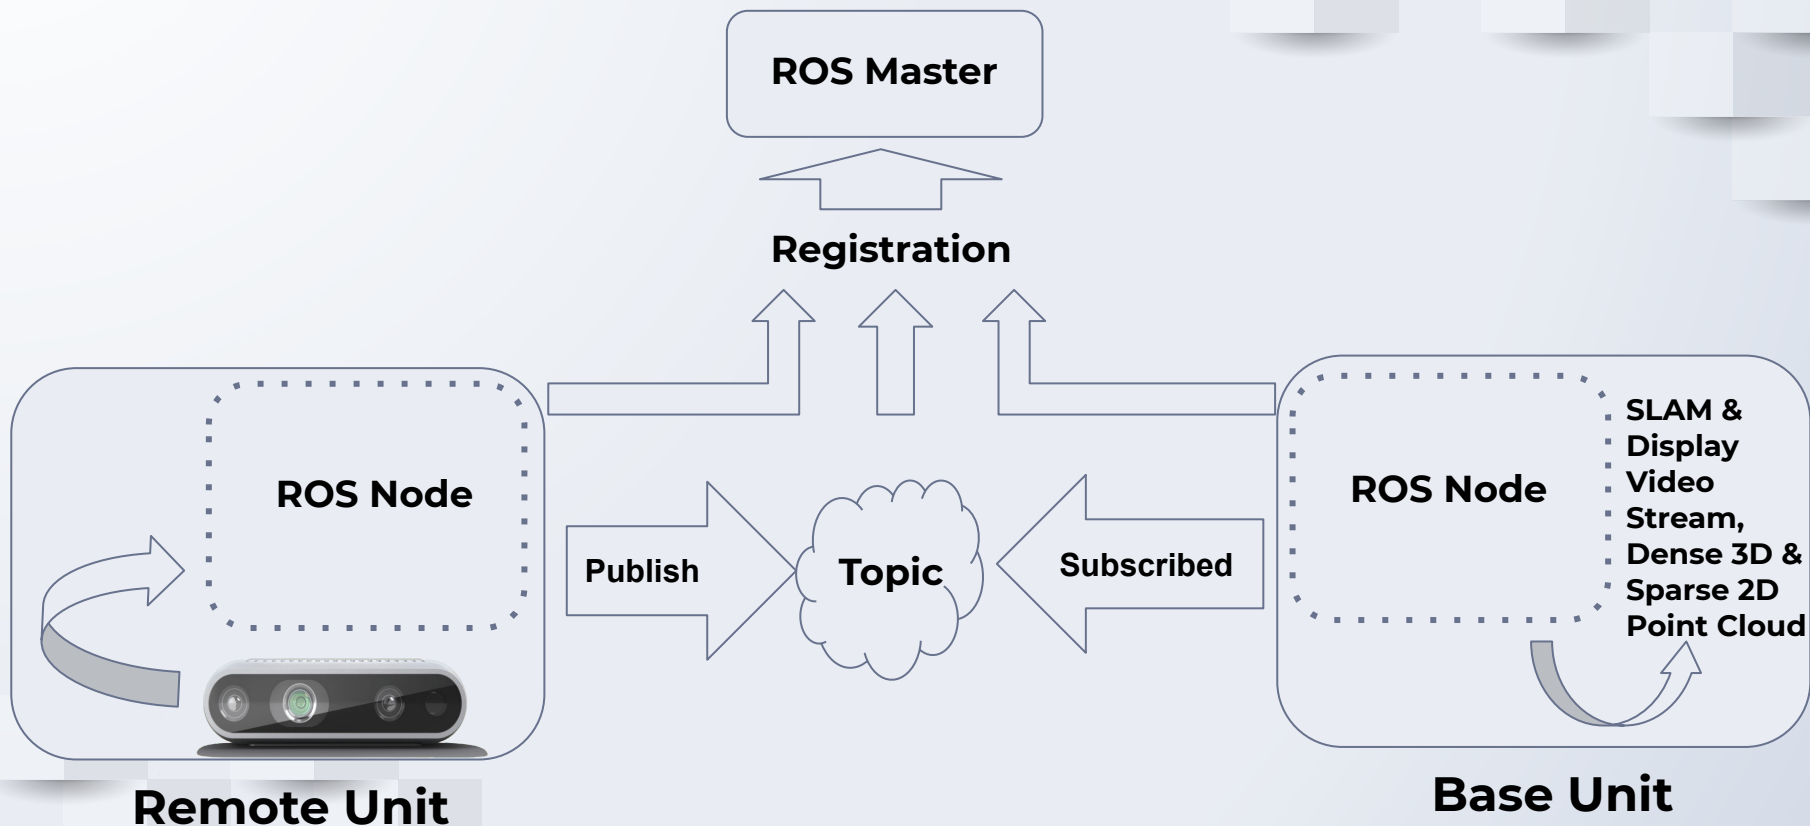 ROS Master
Registration
ROS Node
Publish
Topic
Subscribed
ROS Node
SLAM &
Display
Video
Stream,
Dense 3D &
Sparse 2D
Point Cloud
Remote Unit
Base Unit